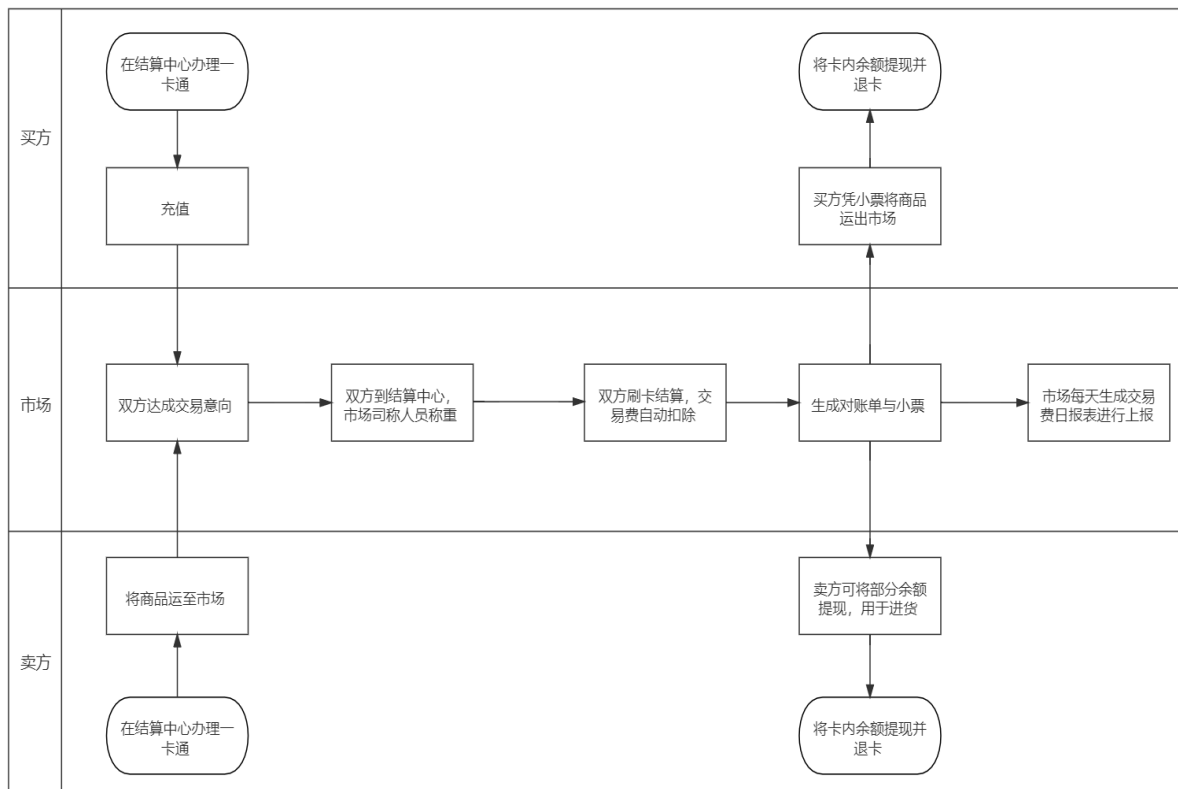 在结算中心办理一
卡通
将卡内余额提现并
退卡
买方
充值
买方凭小票将商品
运出市场
市场
双方达成交易意向
双方到结算中心，
市场司称人员称重
双方刷卡结算，交
易费自动扣除
生成对账单与小票
市场每天生成交易
费日报表进行上报
将商品运至市场
卖方可将部分余额
提现，用于进货
卖方
在结算中心办理一
卡通
将卡内余额提现并
退卡